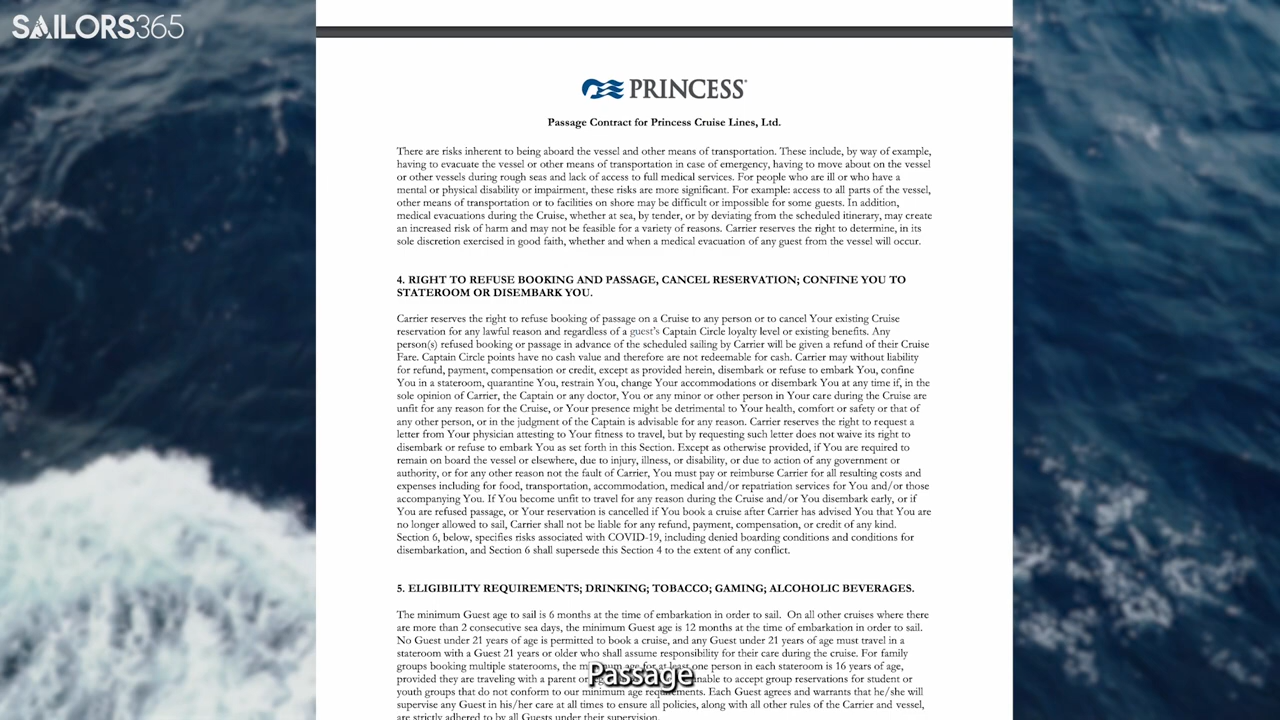 SAILORS365
PRINCESS
Passage Contract for Princess Cruise Lines, Ltd.
There are risks inherent to being aboard the vessel and other means of transportation. These include, by way of example,
having to evacuate the vessel or other means of transportation in case of emergency, having to move about on the vessel
or other vessels during rough seas and lack of access to full medical services. For people who are ill or who have a
mental or physical disability or impairment, these risks are more significant. For example: access to all parts of the vessel,
other means of transportation or to facilities on shore may be difficult or impossible for some guests. In addition,
medical evacuations during the Cruise, whether at sea, by tender, or by deviating from the scheduled itinerary, may create
an increased risk of harm and may not be feasible for a variety of reasons. Carrier reserves the right to determine, in its
sole discretion exercised in good faith, whether and when a medical evacuation of any guest from the vessel will occur.
4. RIGHT TO REFUSE BOOKING AND PASSAGE, CANCEL RESERVATION; CONFINE YOU TO
STATEROOM OR DISEMBARK YOU.
Carrier reserves the right to refuse booking of passage on a Cruise to any person or to cancel Your existing Cruise
reservation for any lawful reason and regardless of a guest's Captain Circle loyalty level or existing benefits. Any
person(s) refused booking or passage in advance of the scheduled sailing by Carrier will be given a refund of their Cruise
Fare. Captain Circle points have no cash value and therefore are not redeemable for cash. Carrier may without liability
for refund, payment, compensation or credit, except as provided herein, disembark or refuse to embark You, confine
You in a stateroom, quarantine You, restrain You, change Your accommodations or disembark You at any time if, in the
sole opinion of Carrier, the Captain or any doctor, You or any minor or other person in Your care during the Cruise are
unfit for any reason for the Cruise, or Your presence might be detrimental to Your health, comfort or safety or that of
any other person, or in the judgment of the Captain is advisable for any reason. Carrier reserves the right to request a
letter from Your physician attesting to Your fitness to travel, but by requesting such letter does not waive its right to
disembark or refuse to embark You as set forth in this Section. Except as otherwise provided, if You are required to
remain on board the vessel or elsewhere, due to injury, illness, or disability, or due to action of any government or
authority, or for any other reason not the fault of Carrier, You must pay or reimburse Carrier for all resulting costs and
expenses including for food, transportation, accommodation, medical and/or repatriation services for You and/or those
accompanying You. If You become unfit to travel for any reason during the Cruise and/or You disembark early, or if
You are refused passage, or Your reservation is cancelled if You book a cruise after Carrier has advised You that You are
no longer allowed to sail, Carrier shall not be liable for any refund, payment, compensation, or credit of any kind.
Section 6, below, specifies risks associated with COVID-19, including denied boarding conditions and conditions for
disembarkation, and Section 6 shall supersede this Section 4 to the extent of any conflict.
5. ELIGIBILITY REQUIREMENTS; DRINKING; TOBACCO; GAMING; ALCOHOLIC BEVERAGES.
The minimum Guest age to sail is 6 months at the time of embarkation in order to sail. On all other cruises where there
are more than 2 consecutive sea days, the minimum Guest age is 12 months at the time of embarkation in order to sail.
No Guest under 21 years of age is permitted to book a cruise, and any Guest under 21 years of age must travel in a
stateroom with a Guest 21 years or older who shall assume responsibility for their care during the cruise. For family
groups booking multiple staterooms, the minimum age for at least one person in each stateroom is 16 years of age,
provided they are traveling with a parent or unable to accept group reservations for student or
youth groups that do not conform to our minimum age requirements. Each Guest agrees and warrants that he/she will
supervise any Guest in his/her care at all times to ensure all policies, along with all other rules of the Carrier and vessel,
are strictly adhered to by all Guests under their supervision.
Passage